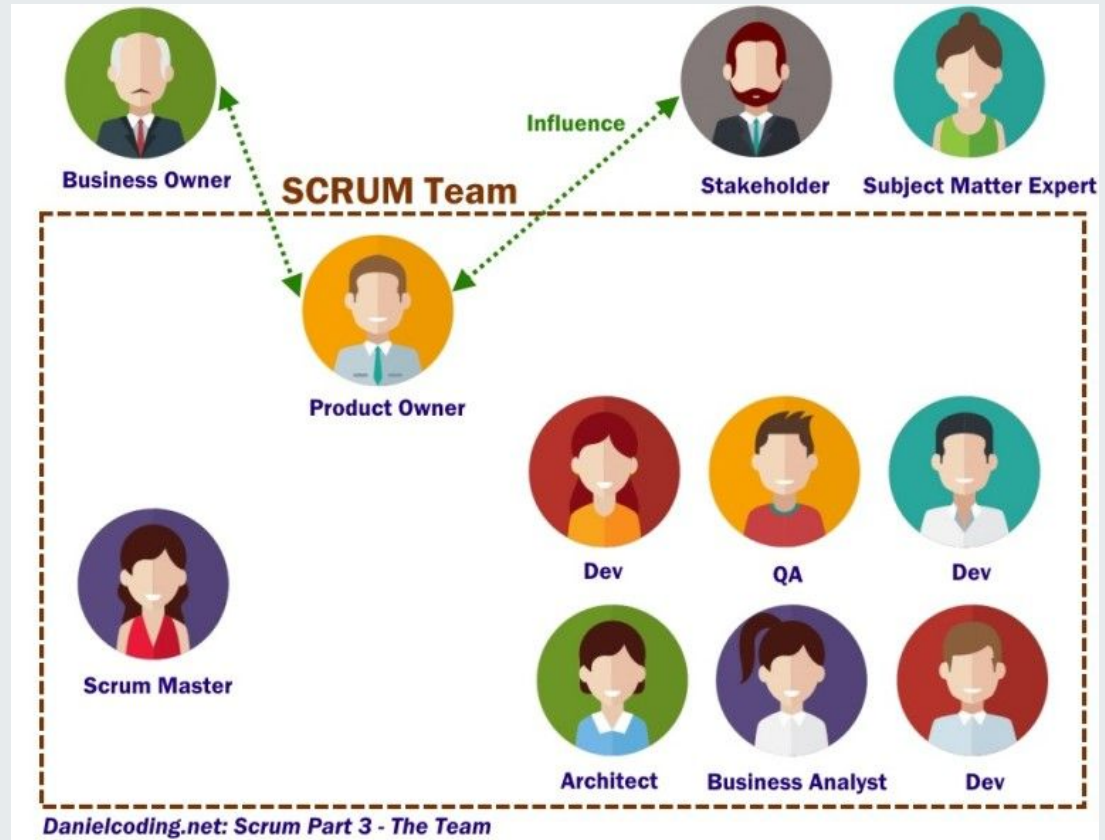 Influence
Business Owner
Stakeholder
Subject Matter Expert
SCRUM Team
Product Owner
Dev
QA
Dev
Scrum Master
Architect
Business Analyst
Dev
Danielcoding.net: Scrum Part 3 - The Team